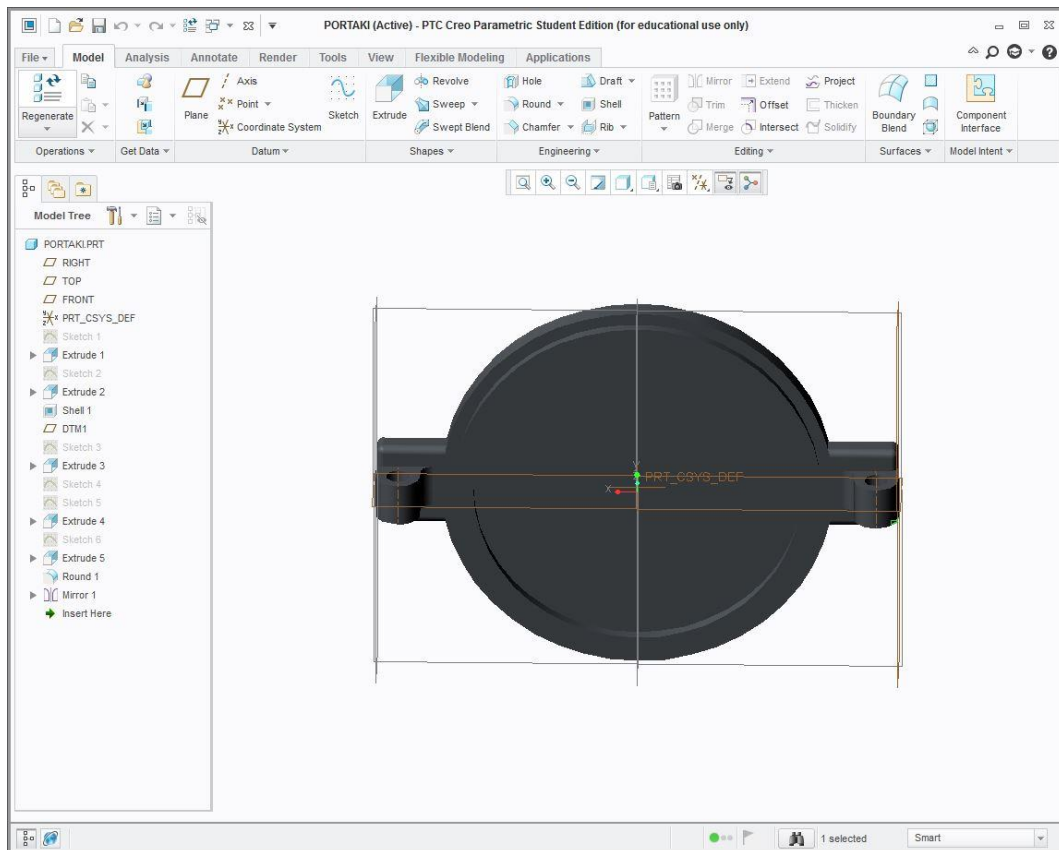 PORTAKI (Active) - PTC Creo Parametric Student Edition (for educational use only)
File Model Analysis Annotate Render Tools View Flexible Modeling Applications
Regenerate
Operations
Get Data
Plane
Axis
Point
Coordinate System
Sketch
Datum
Extrude
Revolve
Sweep
Swept Blend
Shapes
Hole Draft
Round Shell
Chamfer Rib
Engineering
Pattern
Mirror Extend Project
Trim Offset Thicken
Merge Intersect Solidify
Editing
Boundary
Blend
Surfaces
Component
Interface
Model Intent
Model Tree
PORTAKI.PRT
RIGHT
TOP
FRONT
PRT_CSYS_DEF
Sketch 1
Extrude 1
Sketch 2
Extrude 2
Shell 1
DTM1
Sketch 3
Extrude 3
Sketch 4
Sketch 5
Extrude 4
Sketch 6
Extrude 5
Round 1
Mirror 1
Insert Here
Y
PRT_CSYS_DEF
X
1 selected
Smart